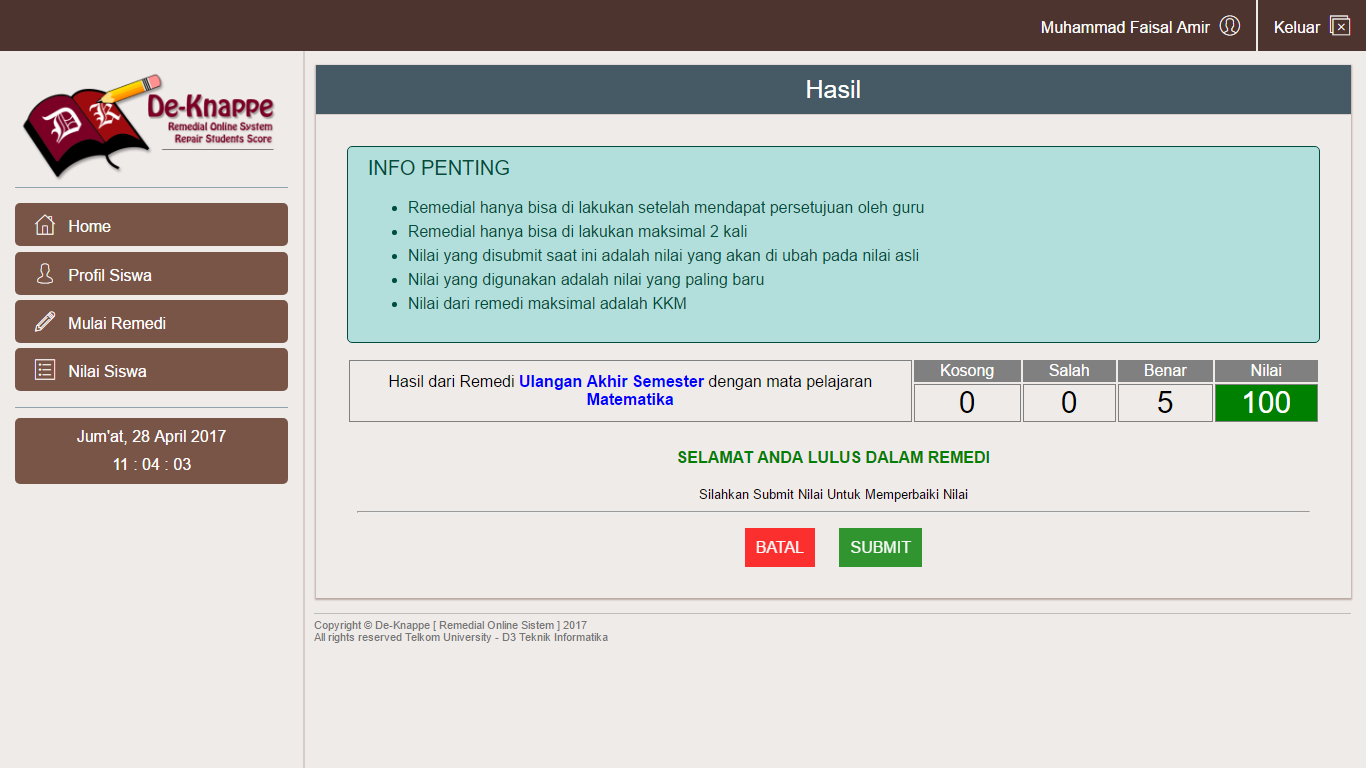 Muhammad Faisal Amir
Keluar
DK
De-Knappe
Remedial Online System
Repair Students Score
Home
Profil Siswa
Mulai Remedi
Nilai Siswa
Jum'at, 28 April 2017
11 : 04 : 03
Hasil
INFO PENTING
Remedial hanya bisa di lakukan setelah mendapat persetujuan oleh guru
Remedial hanya bisa di lakukan maksimal 2 kali
Nilai yang disubmit saat ini adalah nilai yang akan di ubah pada nilai asli
Nilai yang digunakan adalah nilai yang paling baru
Nilai dari remedi maksimal adalah KKM
Hasil dari Remedi Ulangan Akhir Semester dengan mata pelajaran
Matematika
Kosong Salah Benar Nilai
0 0 5 100
SELAMAT ANDA LULUS DALAM REMEDI
Silahkan Submit Nilai Untuk Memperbaiki Nilai
BATAL SUBMIT
Copyright © De-Knappe [ Remedial Online Sistem ] 2017
All rights reserved Telkom University - D3 Teknik Informatika